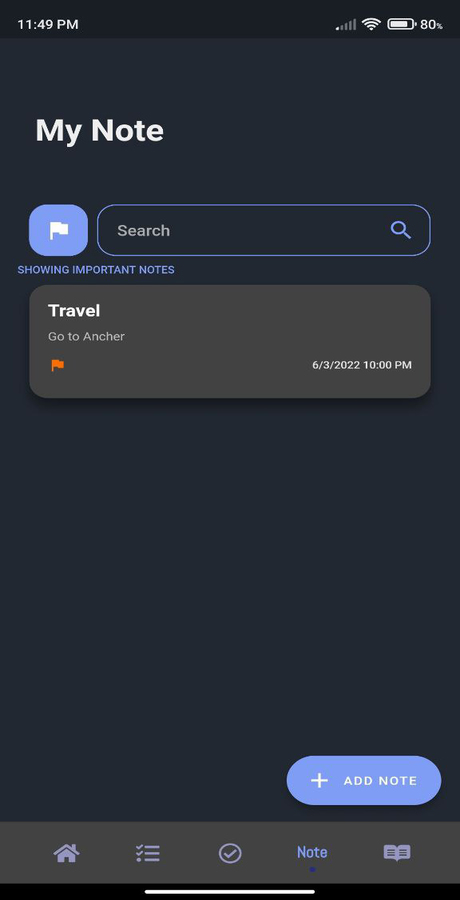 11:49 PM
80%
My Note
Search
SHOWING IMPORTANT NOTES
Travel
Go to Ancher
6/3/2022 10:00 PM
ADD NOTE
Note